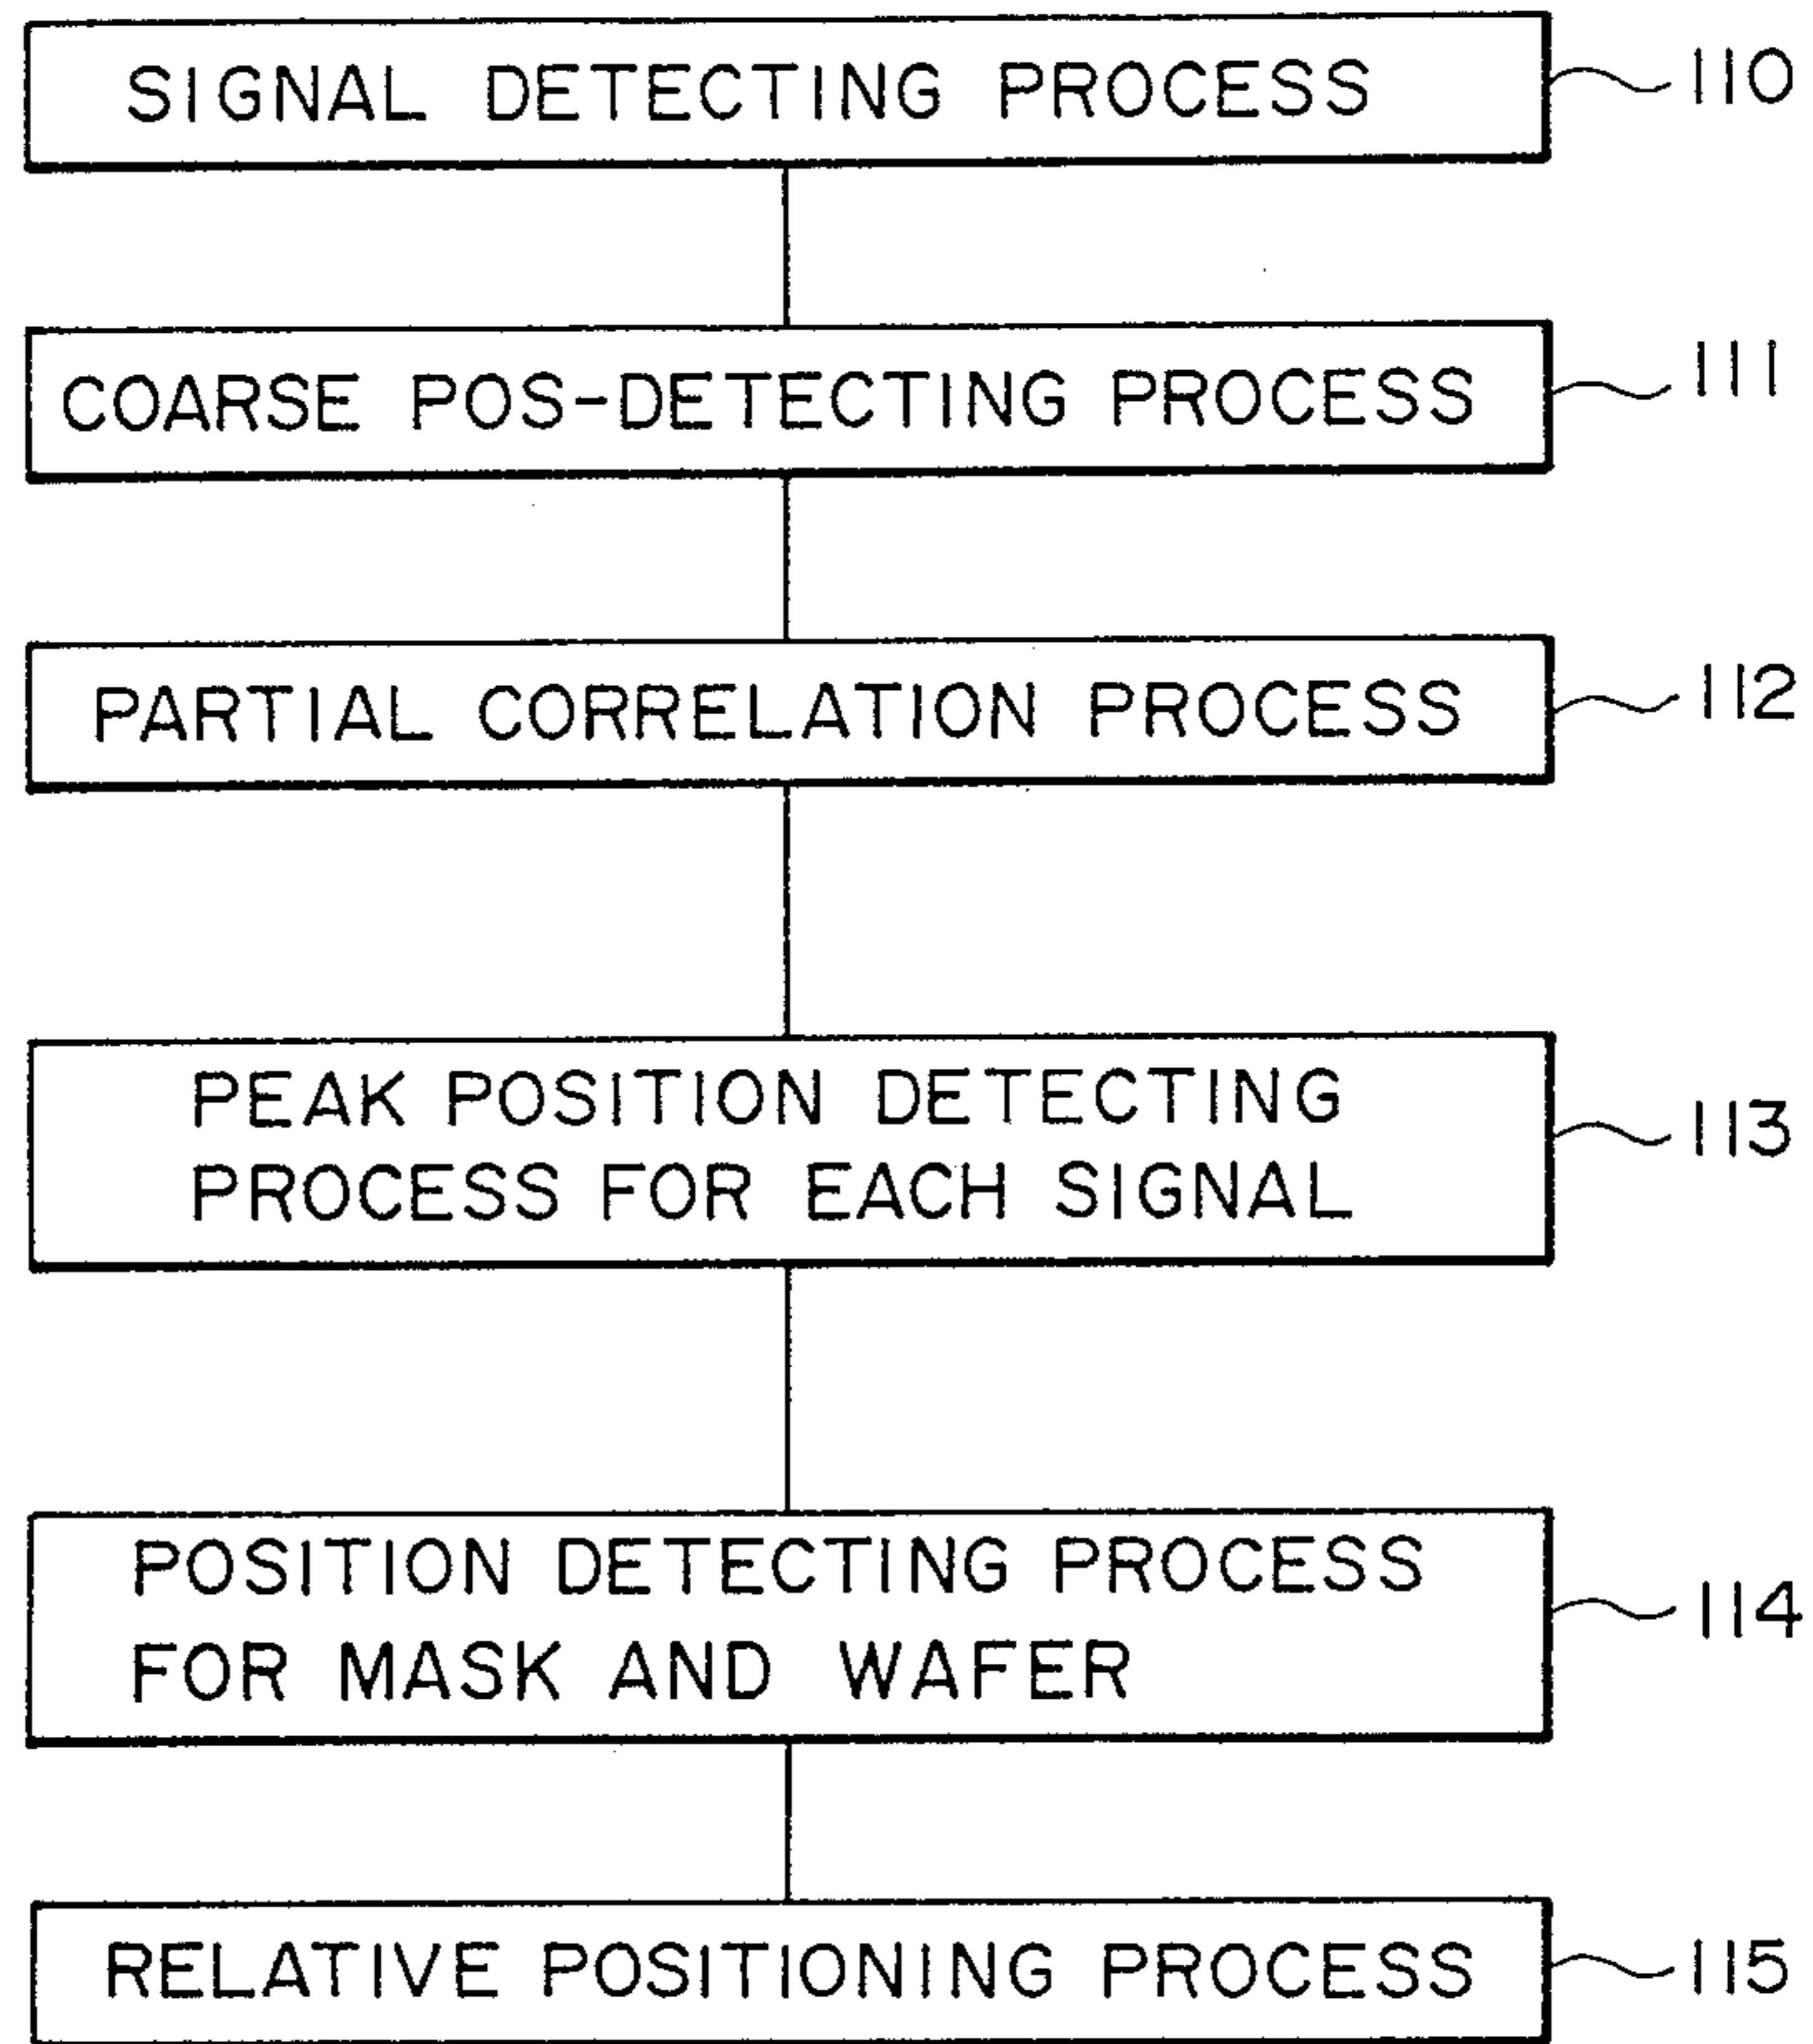 SIGNAL DETECTING PROCESS 110
COARSE POS-DETECTING PROCESS 111
PARTIAL CORRELATION PROCESS 112
PEAK POSITION DETECTING
PROCESS FOR EACH SIGNAL
113
POSITION DETECTING PROCESS
FOR MASK AND WAFER
114
RELATIVE POSITIONING PROCESS 115